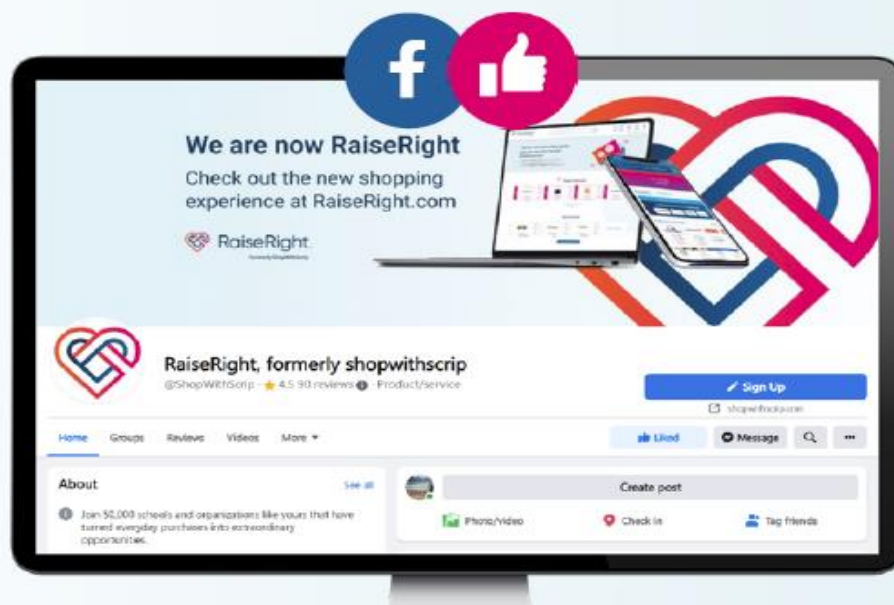 f
We are now RaiseRight
Check out the new shopping
experience at RaiseRight.com
RaiseRight
RaiseRight, formerly shopwithscrip
@ShopWithScrip · 4.5 90 reviews · Product/service
Sign Up
shopwithscrip.com
Home Groups Reviews Videos More
Liked Message
About See all
Create post
Join 50,000 schools and organizations like yours that have
turned everyday purchases into extraordinary
opportunities.
Photo/video Check in Tag friends